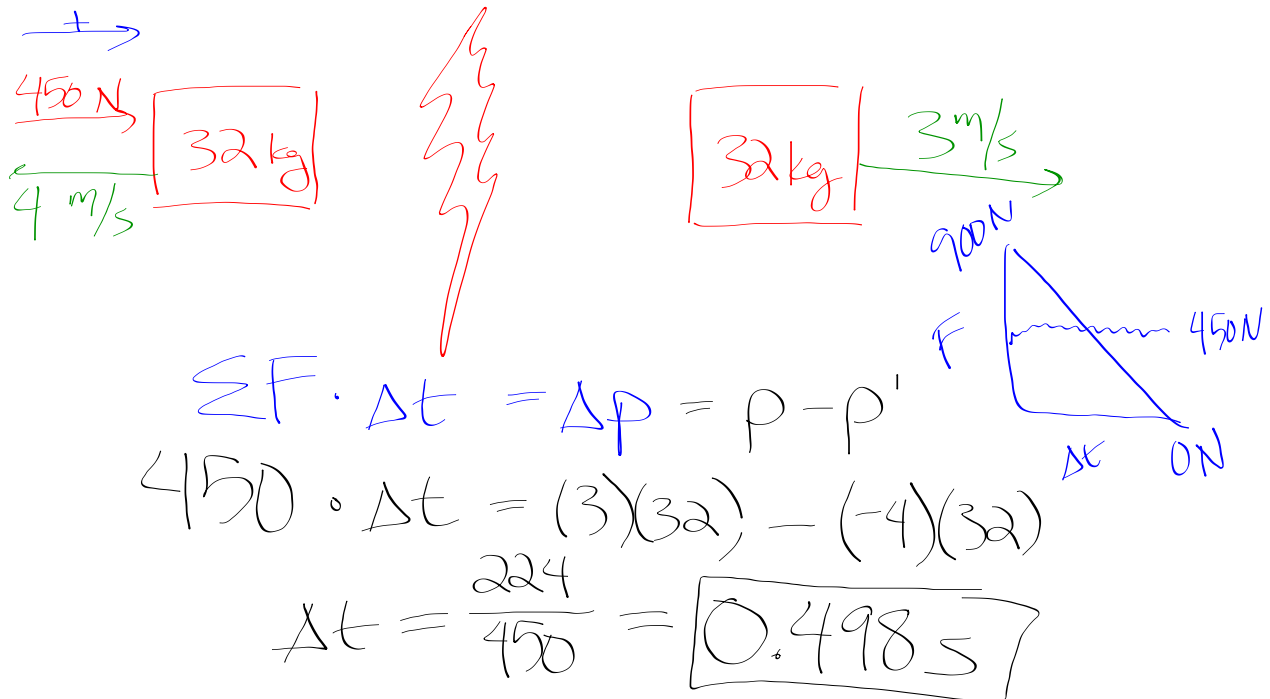 +
450 N
32 kg
4 m/s
32 kg
3 m/s
900N
F
450N
Δt
0N
ΣF · Δt = Δp = p - p'
450 · Δt = (3)(32) - (-4)(32)
Δt = 224/450 = 0.498 s